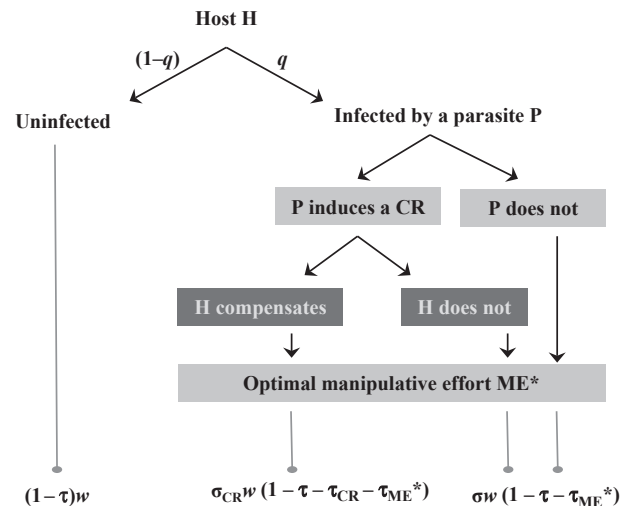 Host H
(1–q) q
Uninfected
Infected by a parasite P
P induces a CR
P does not
H compensates
H does not
Optimal manipulative effort ME*
(1 – τ)w
σCRw (1 – τ – τCR – τME*)
σw (1 – τ – τME*)